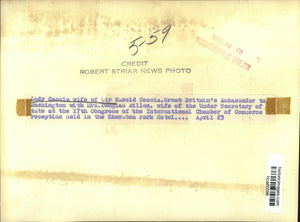 5-59
CREDIT
ROBERT STRIAR NEWS PHOTO
Lady Caccia wife of Sir Harold Caccia, Great Britain's Ambassador to
Washington with Mrs. Douglas Dillon, wife of the Under Secretary of
State at the 17th Congress of the International Chamber of Commerce
reception held in the Sheraton Park Hotel.... April 23